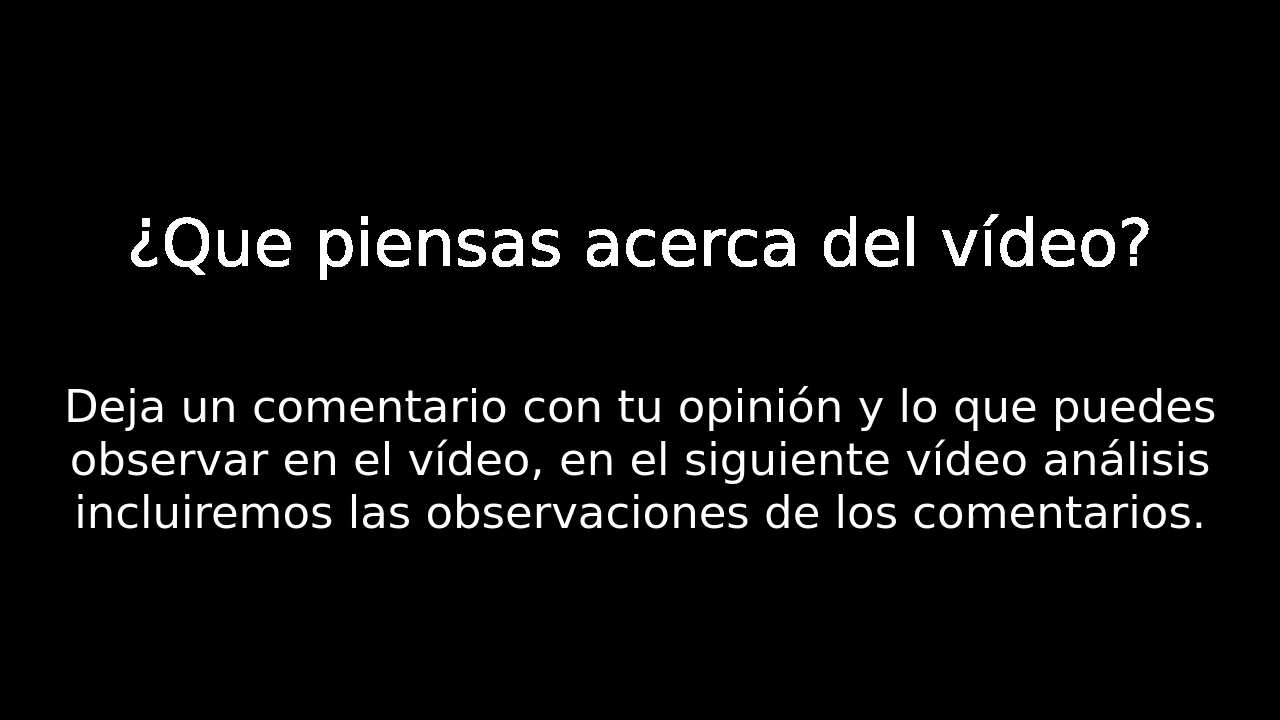 ¿Que piensas acerca del vídeo?
Deja un comentario con tu opinión y lo que puedes
observar en el vídeo, en el siguiente vídeo análisis
incluiremos las observaciones de los comentarios.